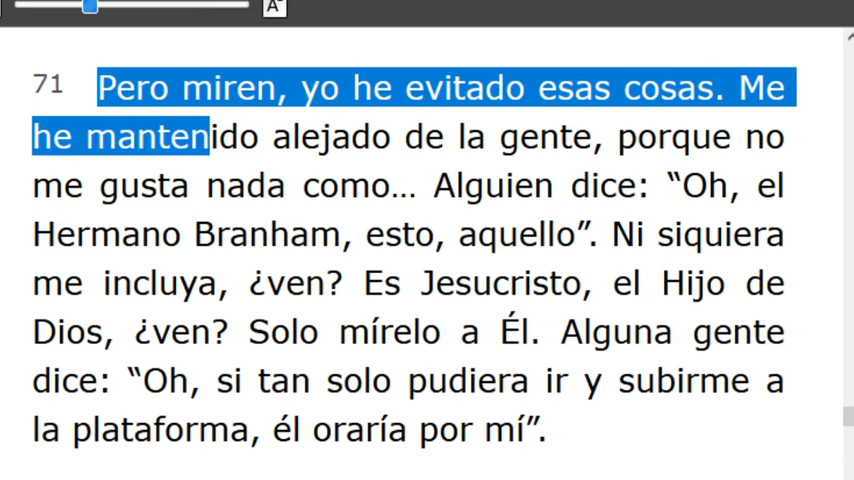 A
71 Pero miren, yo he evitado esas cosas. Me
he mantenido alejado de la gente, porque no
me gusta nada como… Alguien dice: “Oh, el
Hermano Branham, esto, aquello”. Ni siquiera
me incluya, ¿ven? Es Jesucristo, el Hijo de
Dios, ¿ven? Solo mírelo a Él. Alguna gente
dice: “Oh, si tan solo pudiera ir y subirme a
la plataforma, él oraría por mí”.